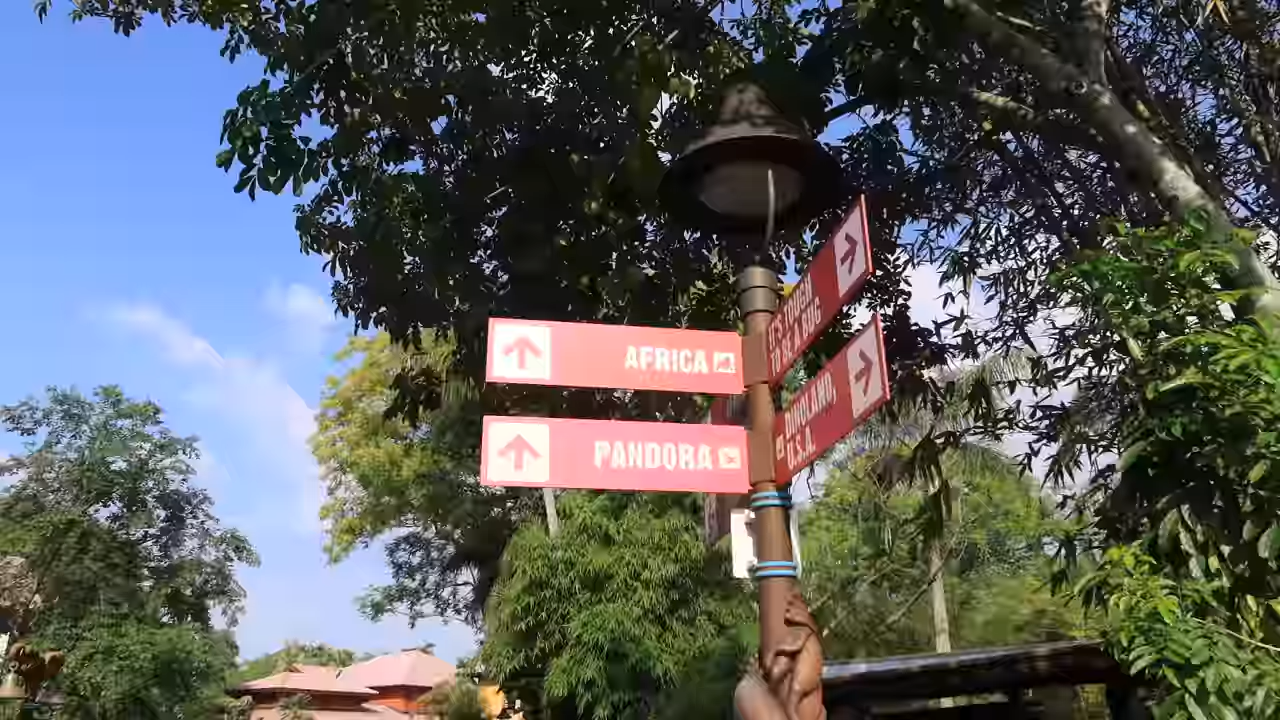 AFRICA
PANDORA
IT'S TOUGH
TO BE A BUG
DINOLAND,
U.S.A.